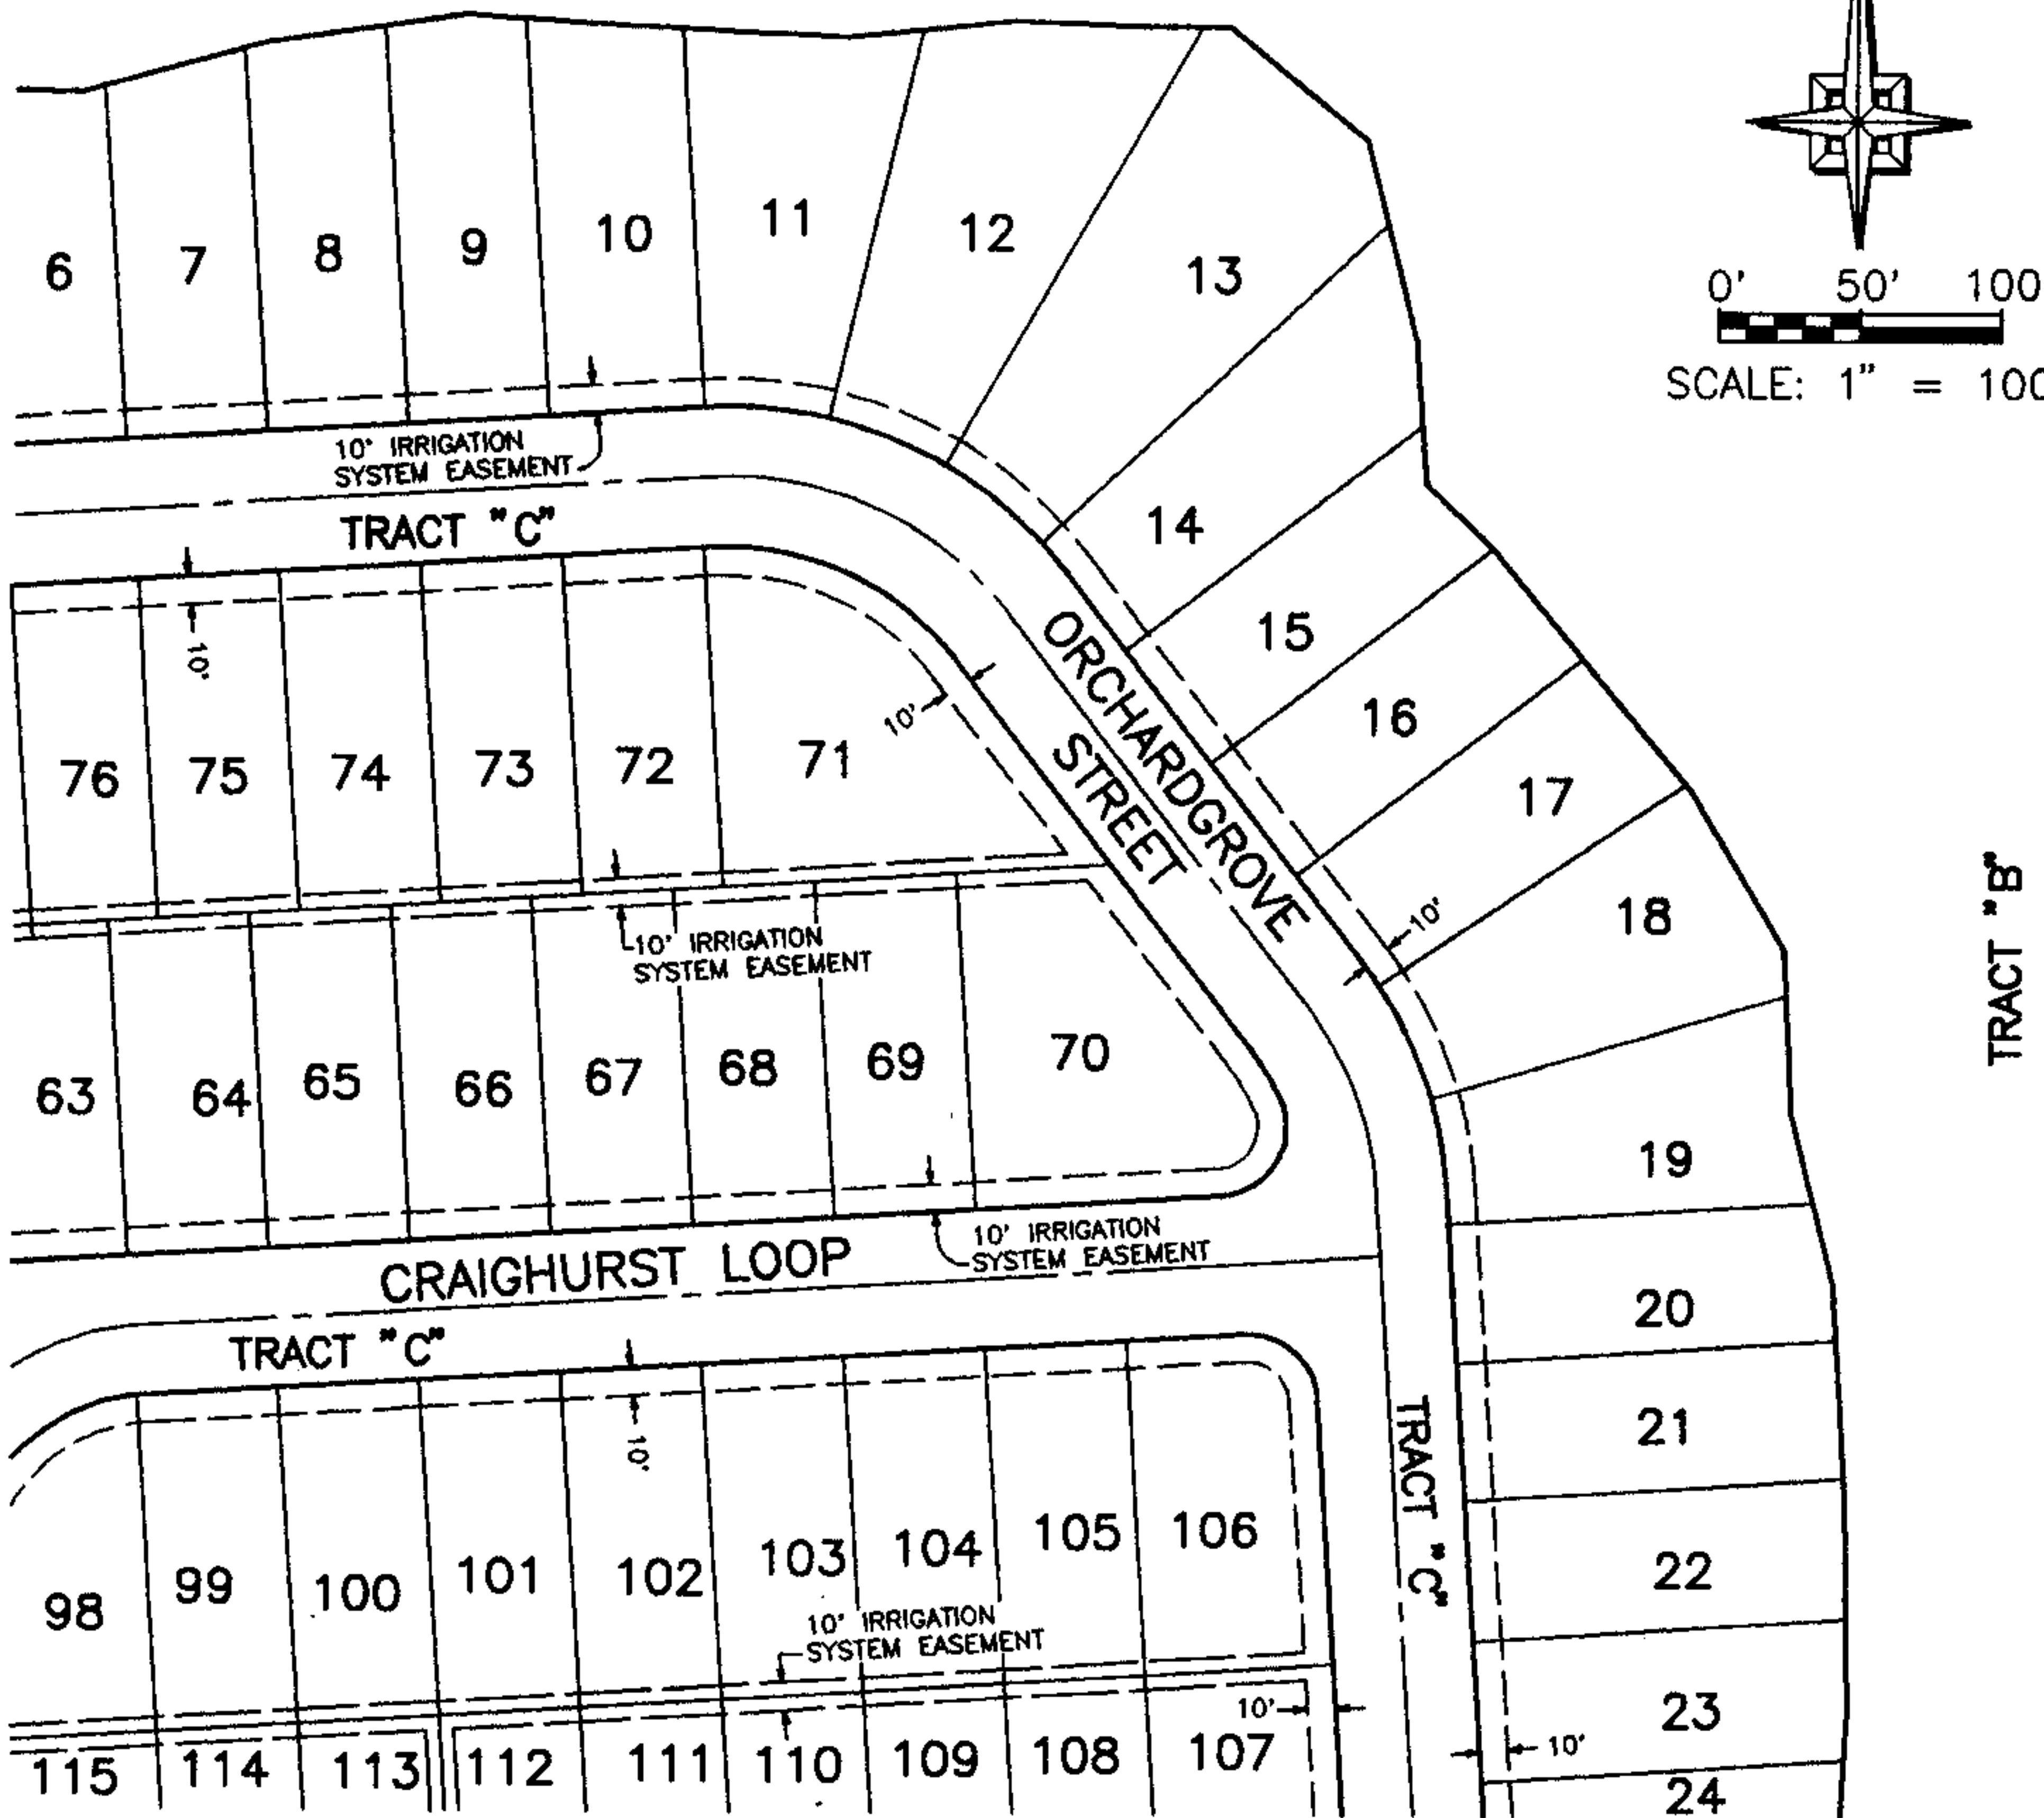 0' 50' 100
SCALE: 1" = 100
6 7 8 9 10 11 12 13
10' IRRIGATION
SYSTEM EASEMENT
TRACT "C"
14
15
16
17
18
19
20
21
22
23
24
ORCHARDGROVE
STREET
TRACT "B"
10'
10'
10'
76 75 74 73 72 71
10' IRRIGATION
SYSTEM EASEMENT
63 64 65 66 67 68 69 70
10' IRRIGATION
SYSTEM EASEMENT
CRAIGHURST LOOP
TRACT "C"
10'
TRACT "C"
98 99 100 101 102 103 104 105 106
10' IRRIGATION
SYSTEM EASEMENT
10'
10'
115 114 113 112 111 110 109 108 107